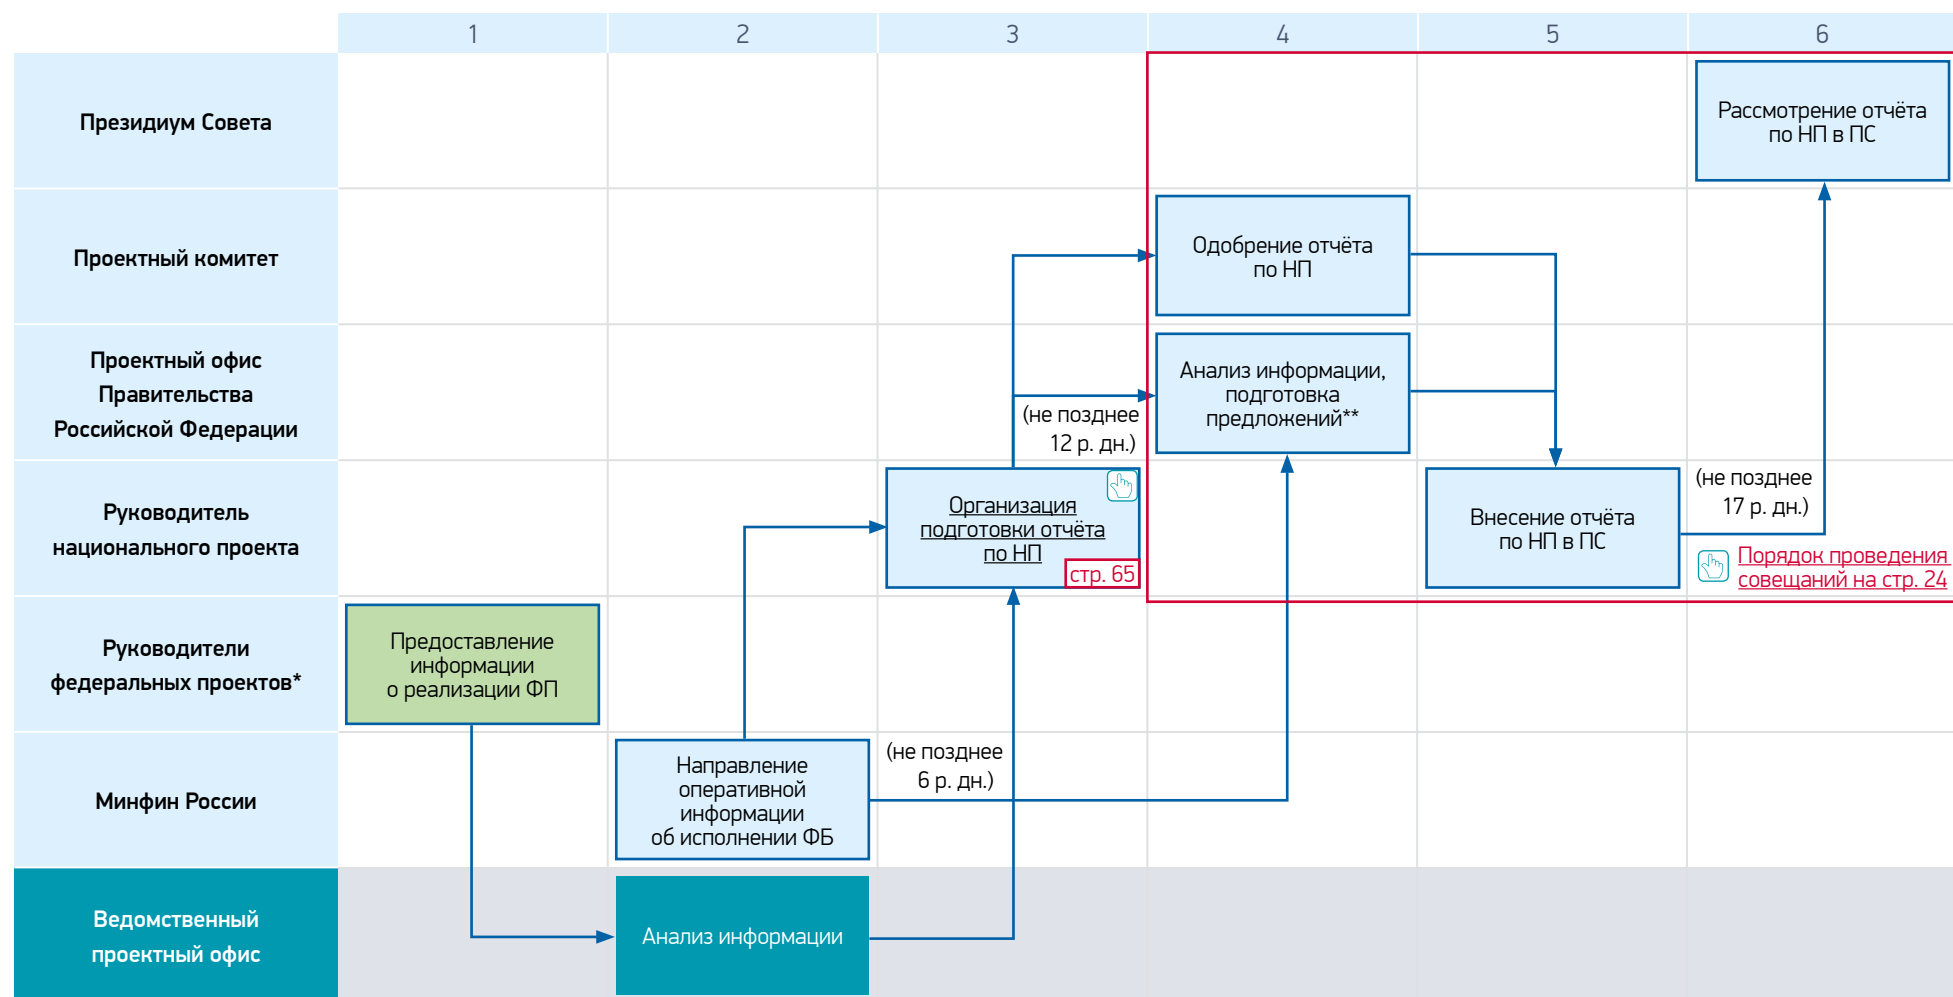 1
2
3
4
5
6
Президиум Совета
Рассмотрение отчёта
по НП в ПС
Проектный комитет
Одобрение отчёта
по НП
Проектный офис
Правительства
Российской Федерации
(не позднее
12 р. дн.)
Анализ информации,
подготовка
предложений**
Руководитель
национального проекта
Организация
подготовки отчёта
по НП
стр. 65
Внесение отчёта
по НП в ПС
(не позднее
17 р. дн.)
Порядок проведения
совещаний на стр. 24
Руководители
федеральных проектов*
Предоставление
информации
о реализации ФП
Минфин России
Направление
оперативной
информации
об исполнении ФБ
(не позднее
6 р. дн.)
Ведомственный
проектный офис
Анализ информации